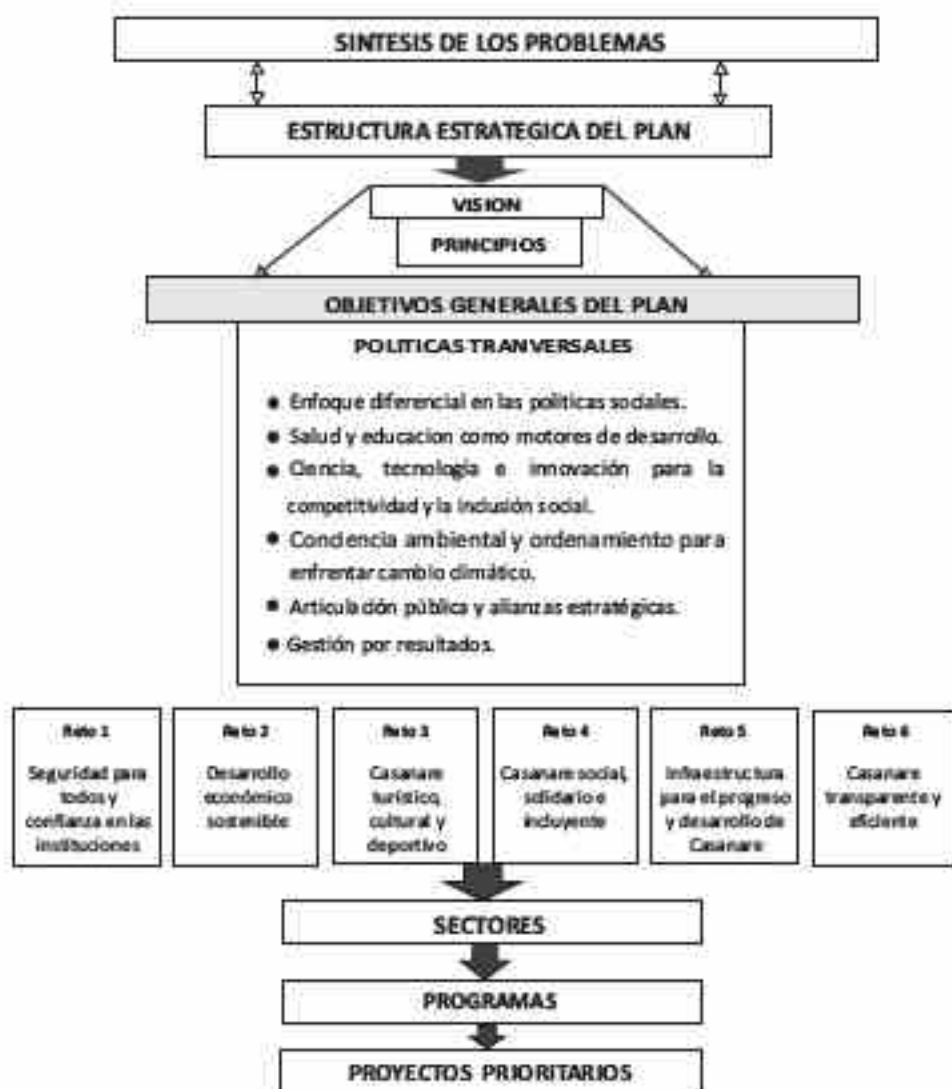 SINTESIS DE LOS PROBLEMAS
ESTRUCTURA ESTRATEGICA DEL PLAN
VISION
PRINCIPIOS
OBJETIVOS GENERALES DEL PLAN
POLITICAS TRANVERSALES
● Enfoque diferencial en las politicas sociales.
● Salud y educacion como motores de desarrollo.
● Ciencia, tecnología e innovación para la
competitividad y la inclusión social.
● Conciencia ambiental y ordenamiento para
enfrentar cambio climático.
● Articulación pública y alianzas estratégicas.
● Gestión por resultados.
Reto 1
Seguridad para
todos y
confianza en las
instituciones
Reto 2
Desarrollo
económico
sostenible
Reto 3
Casanare
turístico,
cultural y
deportivo
Reto 4
Casanare social,
solidario e
incluyente
Reto 5
Infraestructura
para el progreso
y desarrollo de
Casanare
Reto 6
Casanare
transparente y
eficiente
SECTORES
PROGRAMAS
PROYECTOS PRIORITARIOS